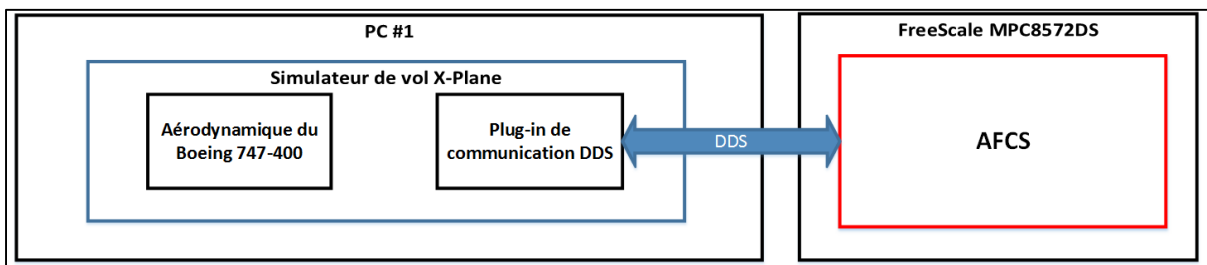 PC #1
Simulateur de vol X-Plane
Aérodynamique du
Boeing 747-400
Plug-in de
communication DDS
DDS
FreeScale MPC8572DS
AFCS